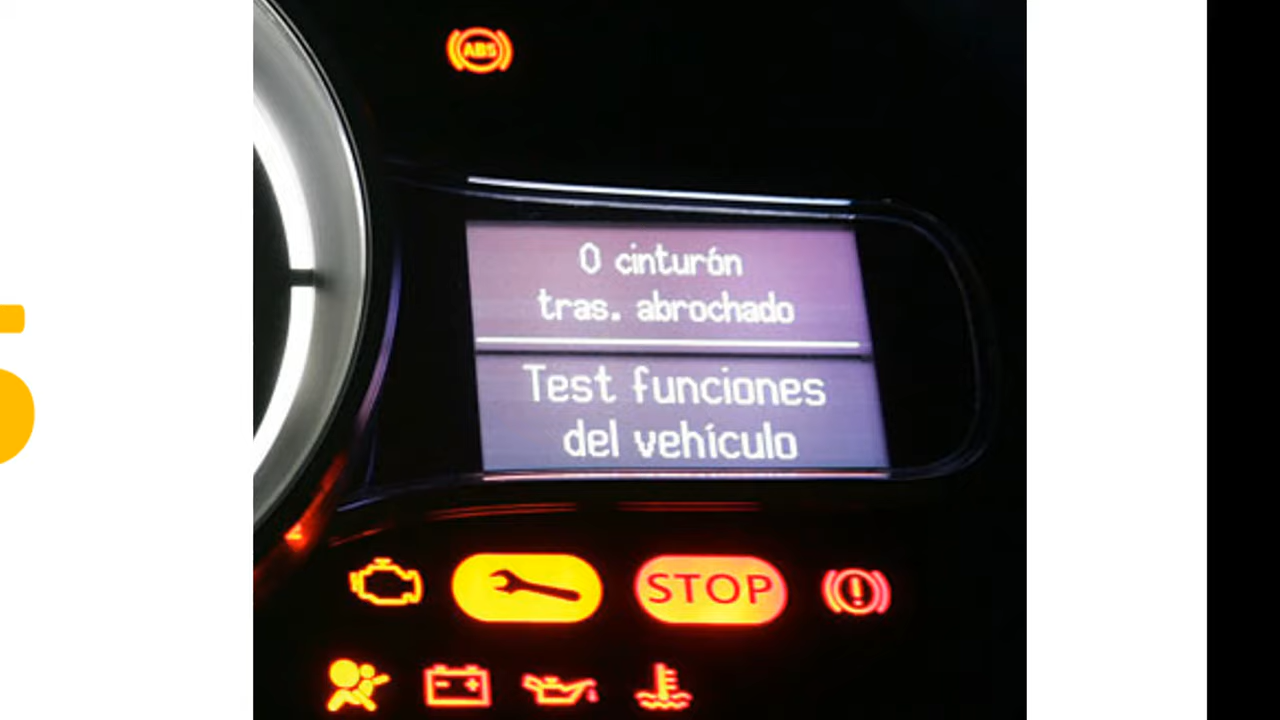 ABS
0 cinturón
tras. abrochado
Test funciones
del vehículo
STOP